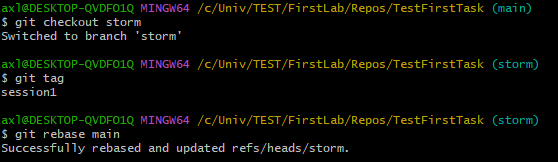 axl@DESKTOP-QVDFO1Q MINGW64 /c/Univ/TEST/FirstLab/Repos/TestFirstTask (main)
$ git checkout storm
Switched to branch 'storm'
axl@DESKTOP-QVDFO1Q MINGW64 /c/Univ/TEST/FirstLab/Repos/TestFirstTask (storm)
$ git tag
session1
axl@DESKTOP-QVDFO1Q MINGW64 /c/Univ/TEST/FirstLab/Repos/TestFirstTask (storm)
$ git rebase main
Successfully rebased and updated refs/heads/storm.